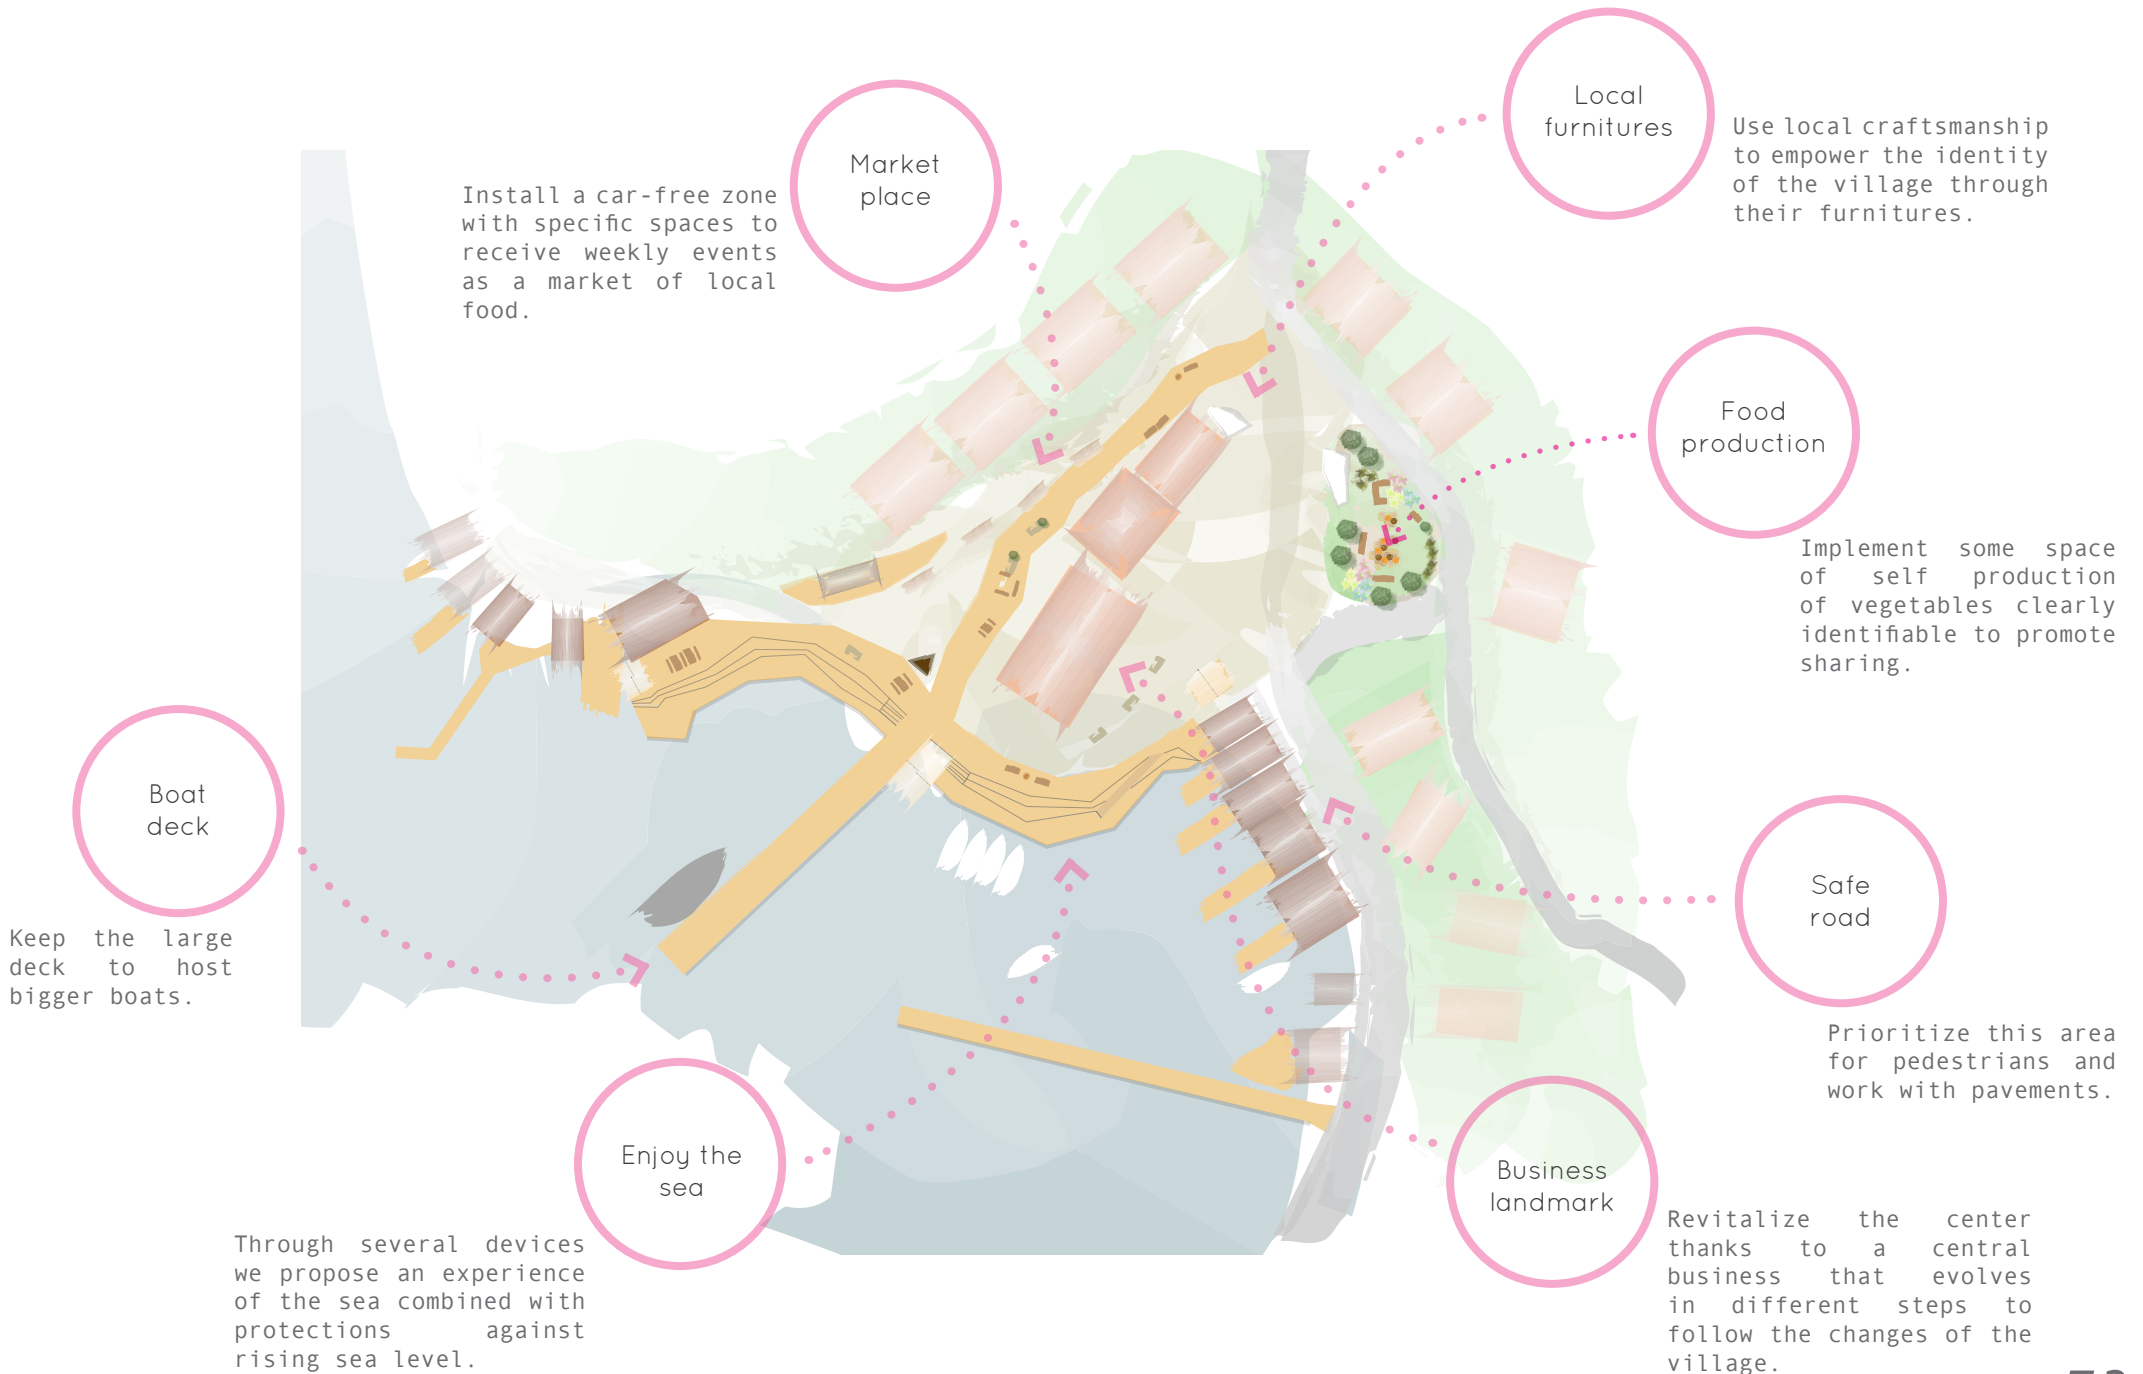 Local
furnitures
Use local craftsmanship
to empower the identity
of the village through
their furnitures.
Market
place
Install a car-free zone
with specific spaces to
receive weekly events
as a market of local
food.
Food
production
Implement some space
of self production
of vegetables clearly
identifiable to promote
sharing.
Boat
deck
Keep the large
deck to host
bigger boats.
Safe
road
Prioritize this area
for pedestrians and
work with pavements.
Enjoy the
sea
Through several devices
we propose an experience
of the sea combined with
protections against
rising sea level.
Business
landmark
Revitalize the center
thanks to a central
business that evolves
in different steps to
follow the changes of the
village.